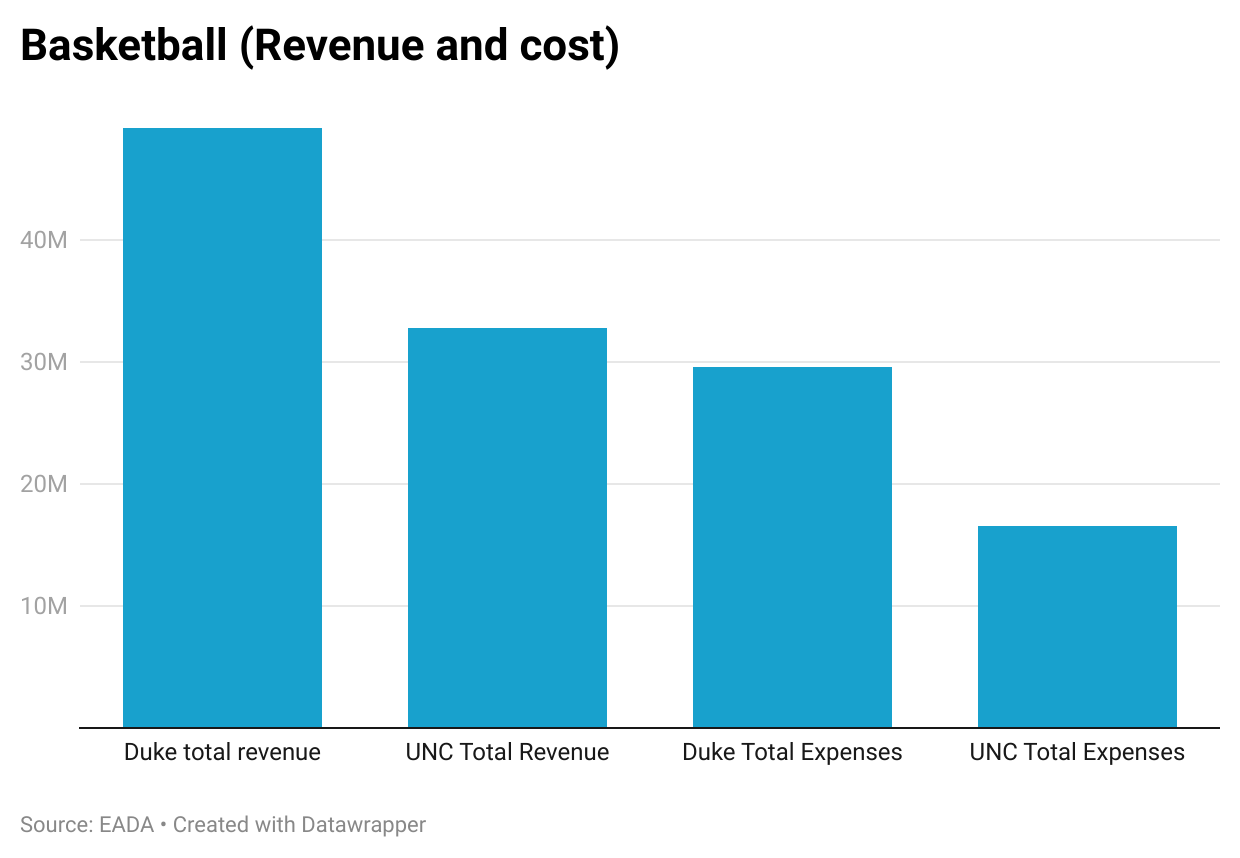 Basketball (Revenue and cost)
40M
30M
20M
10M
Duke total revenue
UNC Total Revenue
Duke Total Expenses
UNC Total Expenses
Source: EADA • Created with Datawrapper